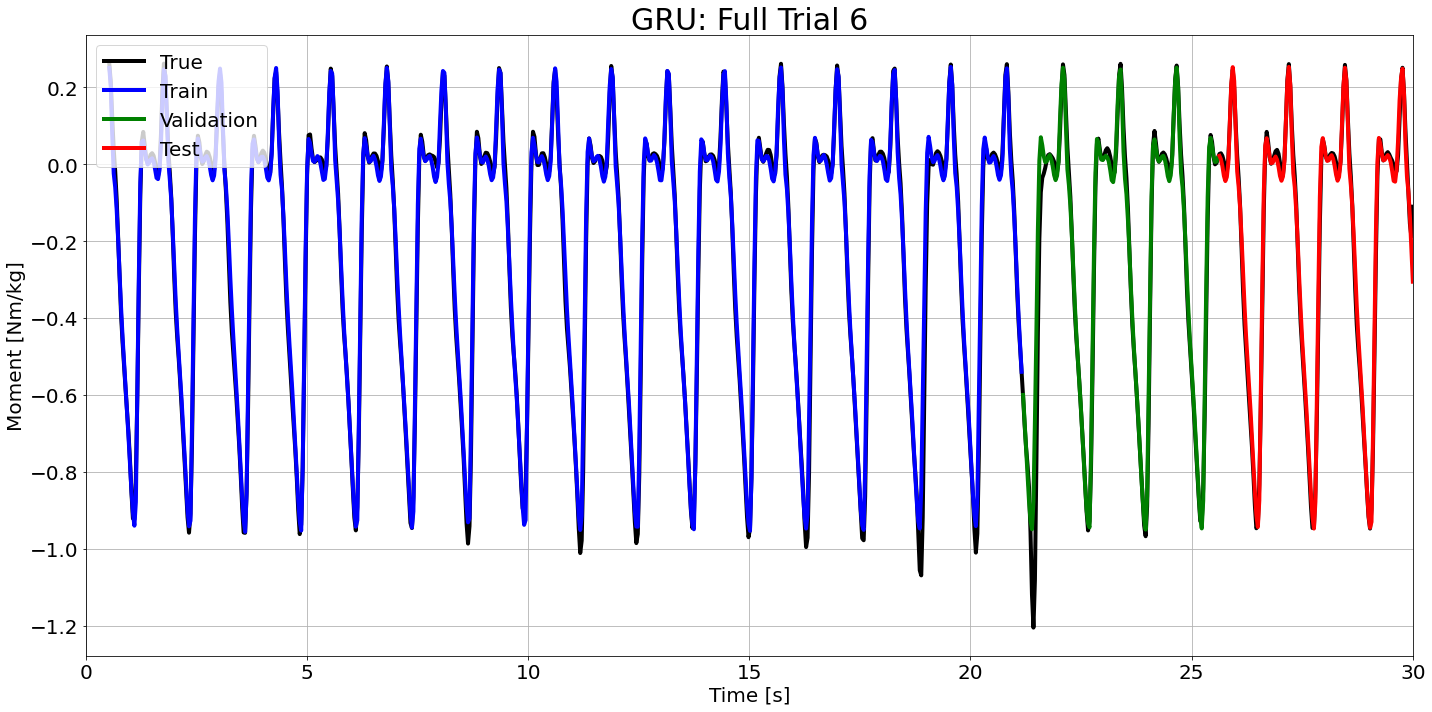 GRU: Full Trial 6
True
Train
Validation
Test
0.2
0.0
−0.2
−0.4
−0.6
−0.8
−1.0
−1.2
Moment [Nm/kg]
0 5 10 15 20 25 30
Time [s]